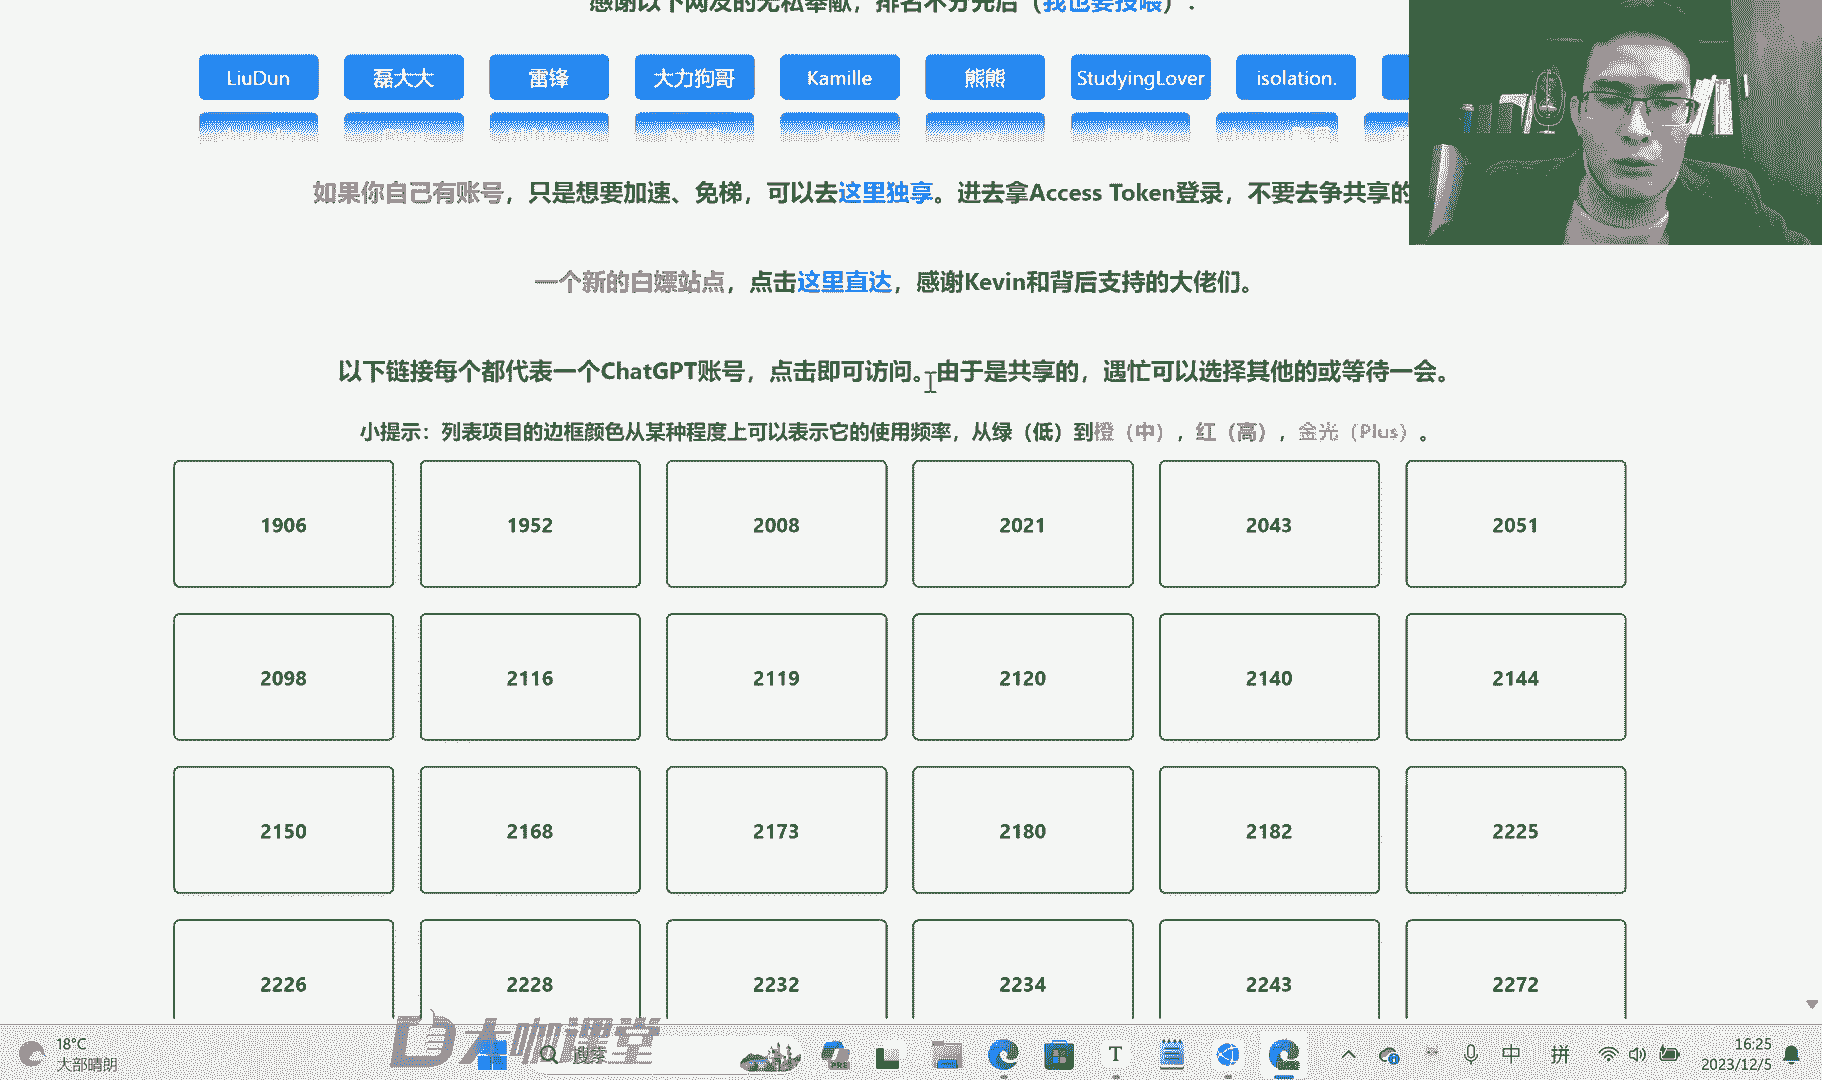 感谢以下网友的无私奉献，排名不分先后（我也要投喂）：
LiuDun 磊大大 雷锋 大力狗哥 Kamille 熊熊 StudyingLover isolation.
如果你自己有账号，只是想要加速、免梯，可以去这里独享。进去拿Access Token登录，不要去争共享的
一个新的白嫖站点，点击这里直达，感谢Kevin和背后支持的大佬们。
以下链接每个都代表一个ChatGPT账号，点击即可访问。由于是共享的，遇忙可以选择其他的或等待一会。
小提示：列表项目的边框颜色从某种程度上可以表示它的使用频率，从绿（低）到橙（中），红（高），金光（Plus）。
1906 1952 2008 2021 2043 2051
2098 2116 2119 2120 2140 2144
2150 2168 2173 2180 2182 2225
2226 2228 2232 2234 2243 2272
大咖课堂
18°C
大部晴朗
搜索
中 拼
16:25
2023/12/5